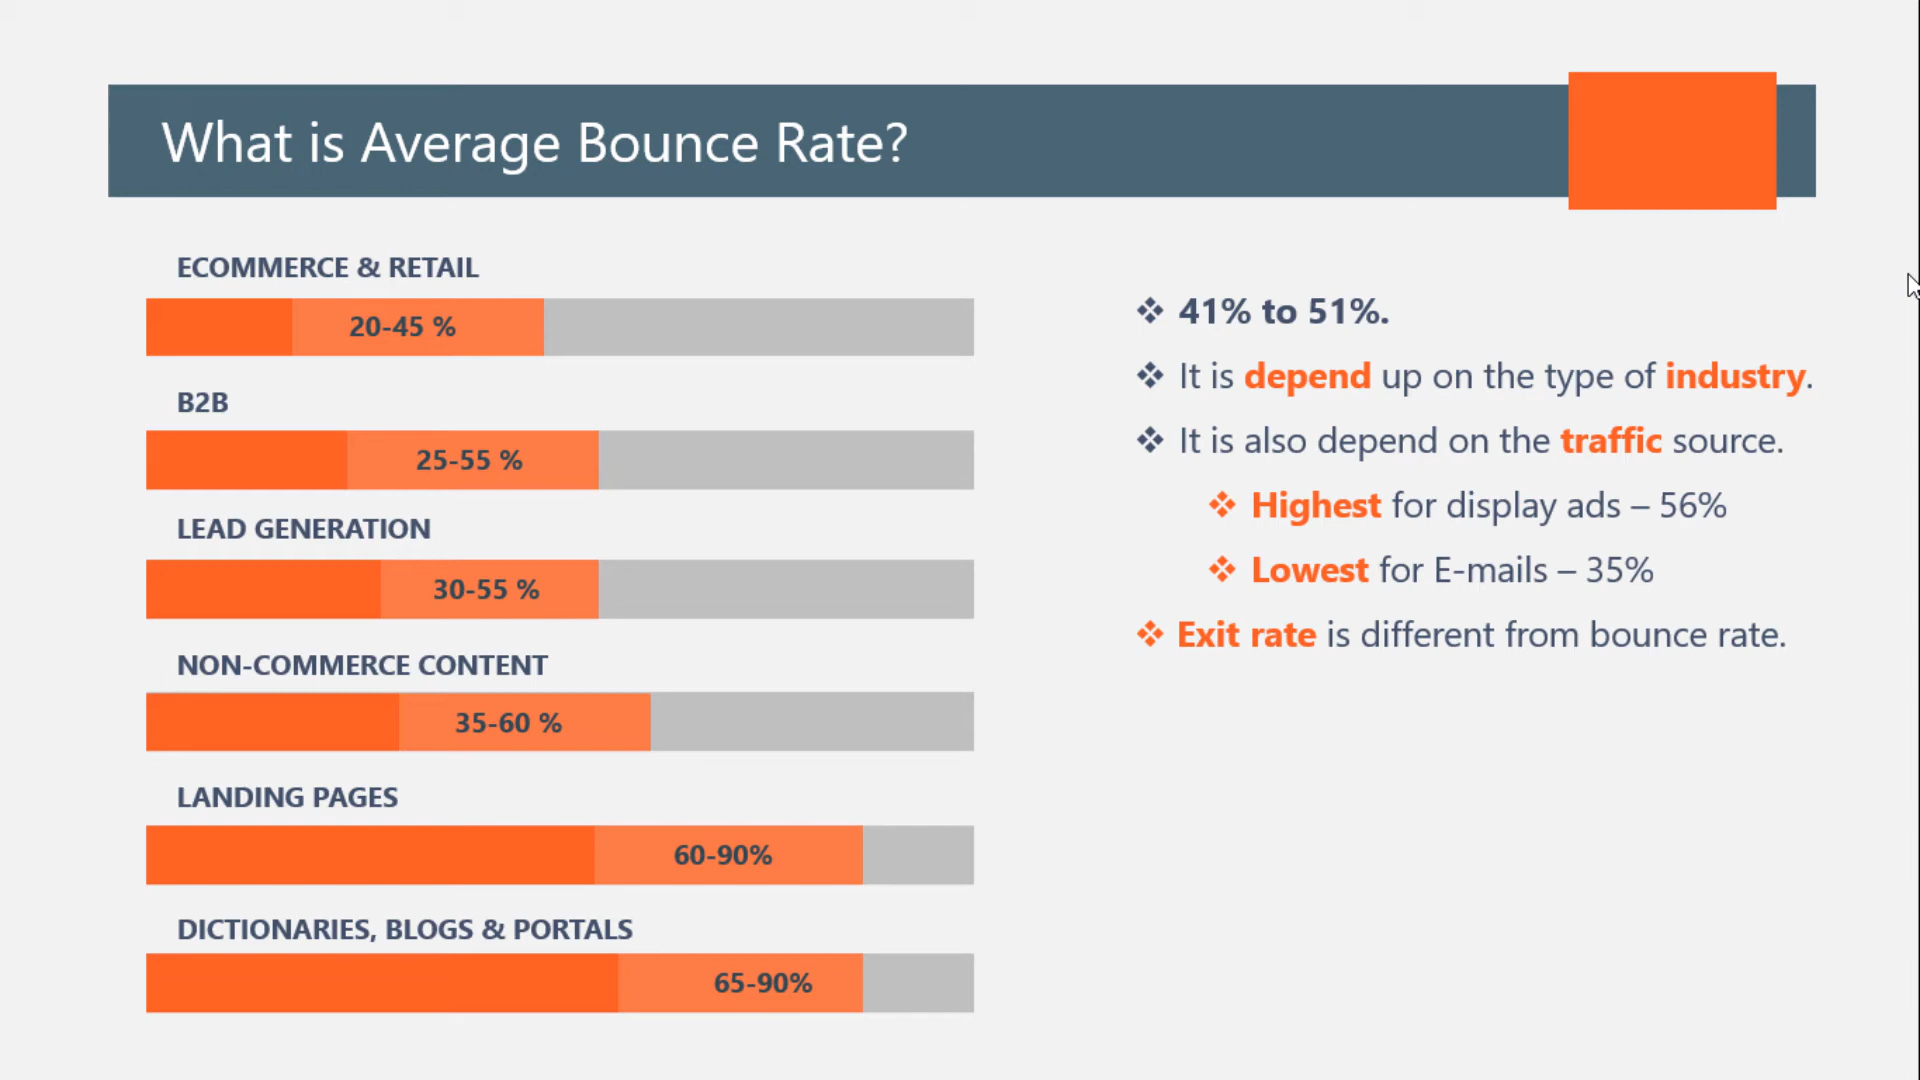 What is Average Bounce Rate?
ECOMMERCE & RETAIL
20-45 %
B2B
25-55 %
LEAD GENERATION
30-55 %
NON-COMMERCE CONTENT
35-60 %
LANDING PAGES
60-90%
DICTIONARIES, BLOGS & PORTALS
65-90%
41% to 51%.
It is depend up on the type of industry.
It is also depend on the traffic source.
Highest for display ads – 56%
Lowest for E-mails – 35%
Exit rate is different from bounce rate.